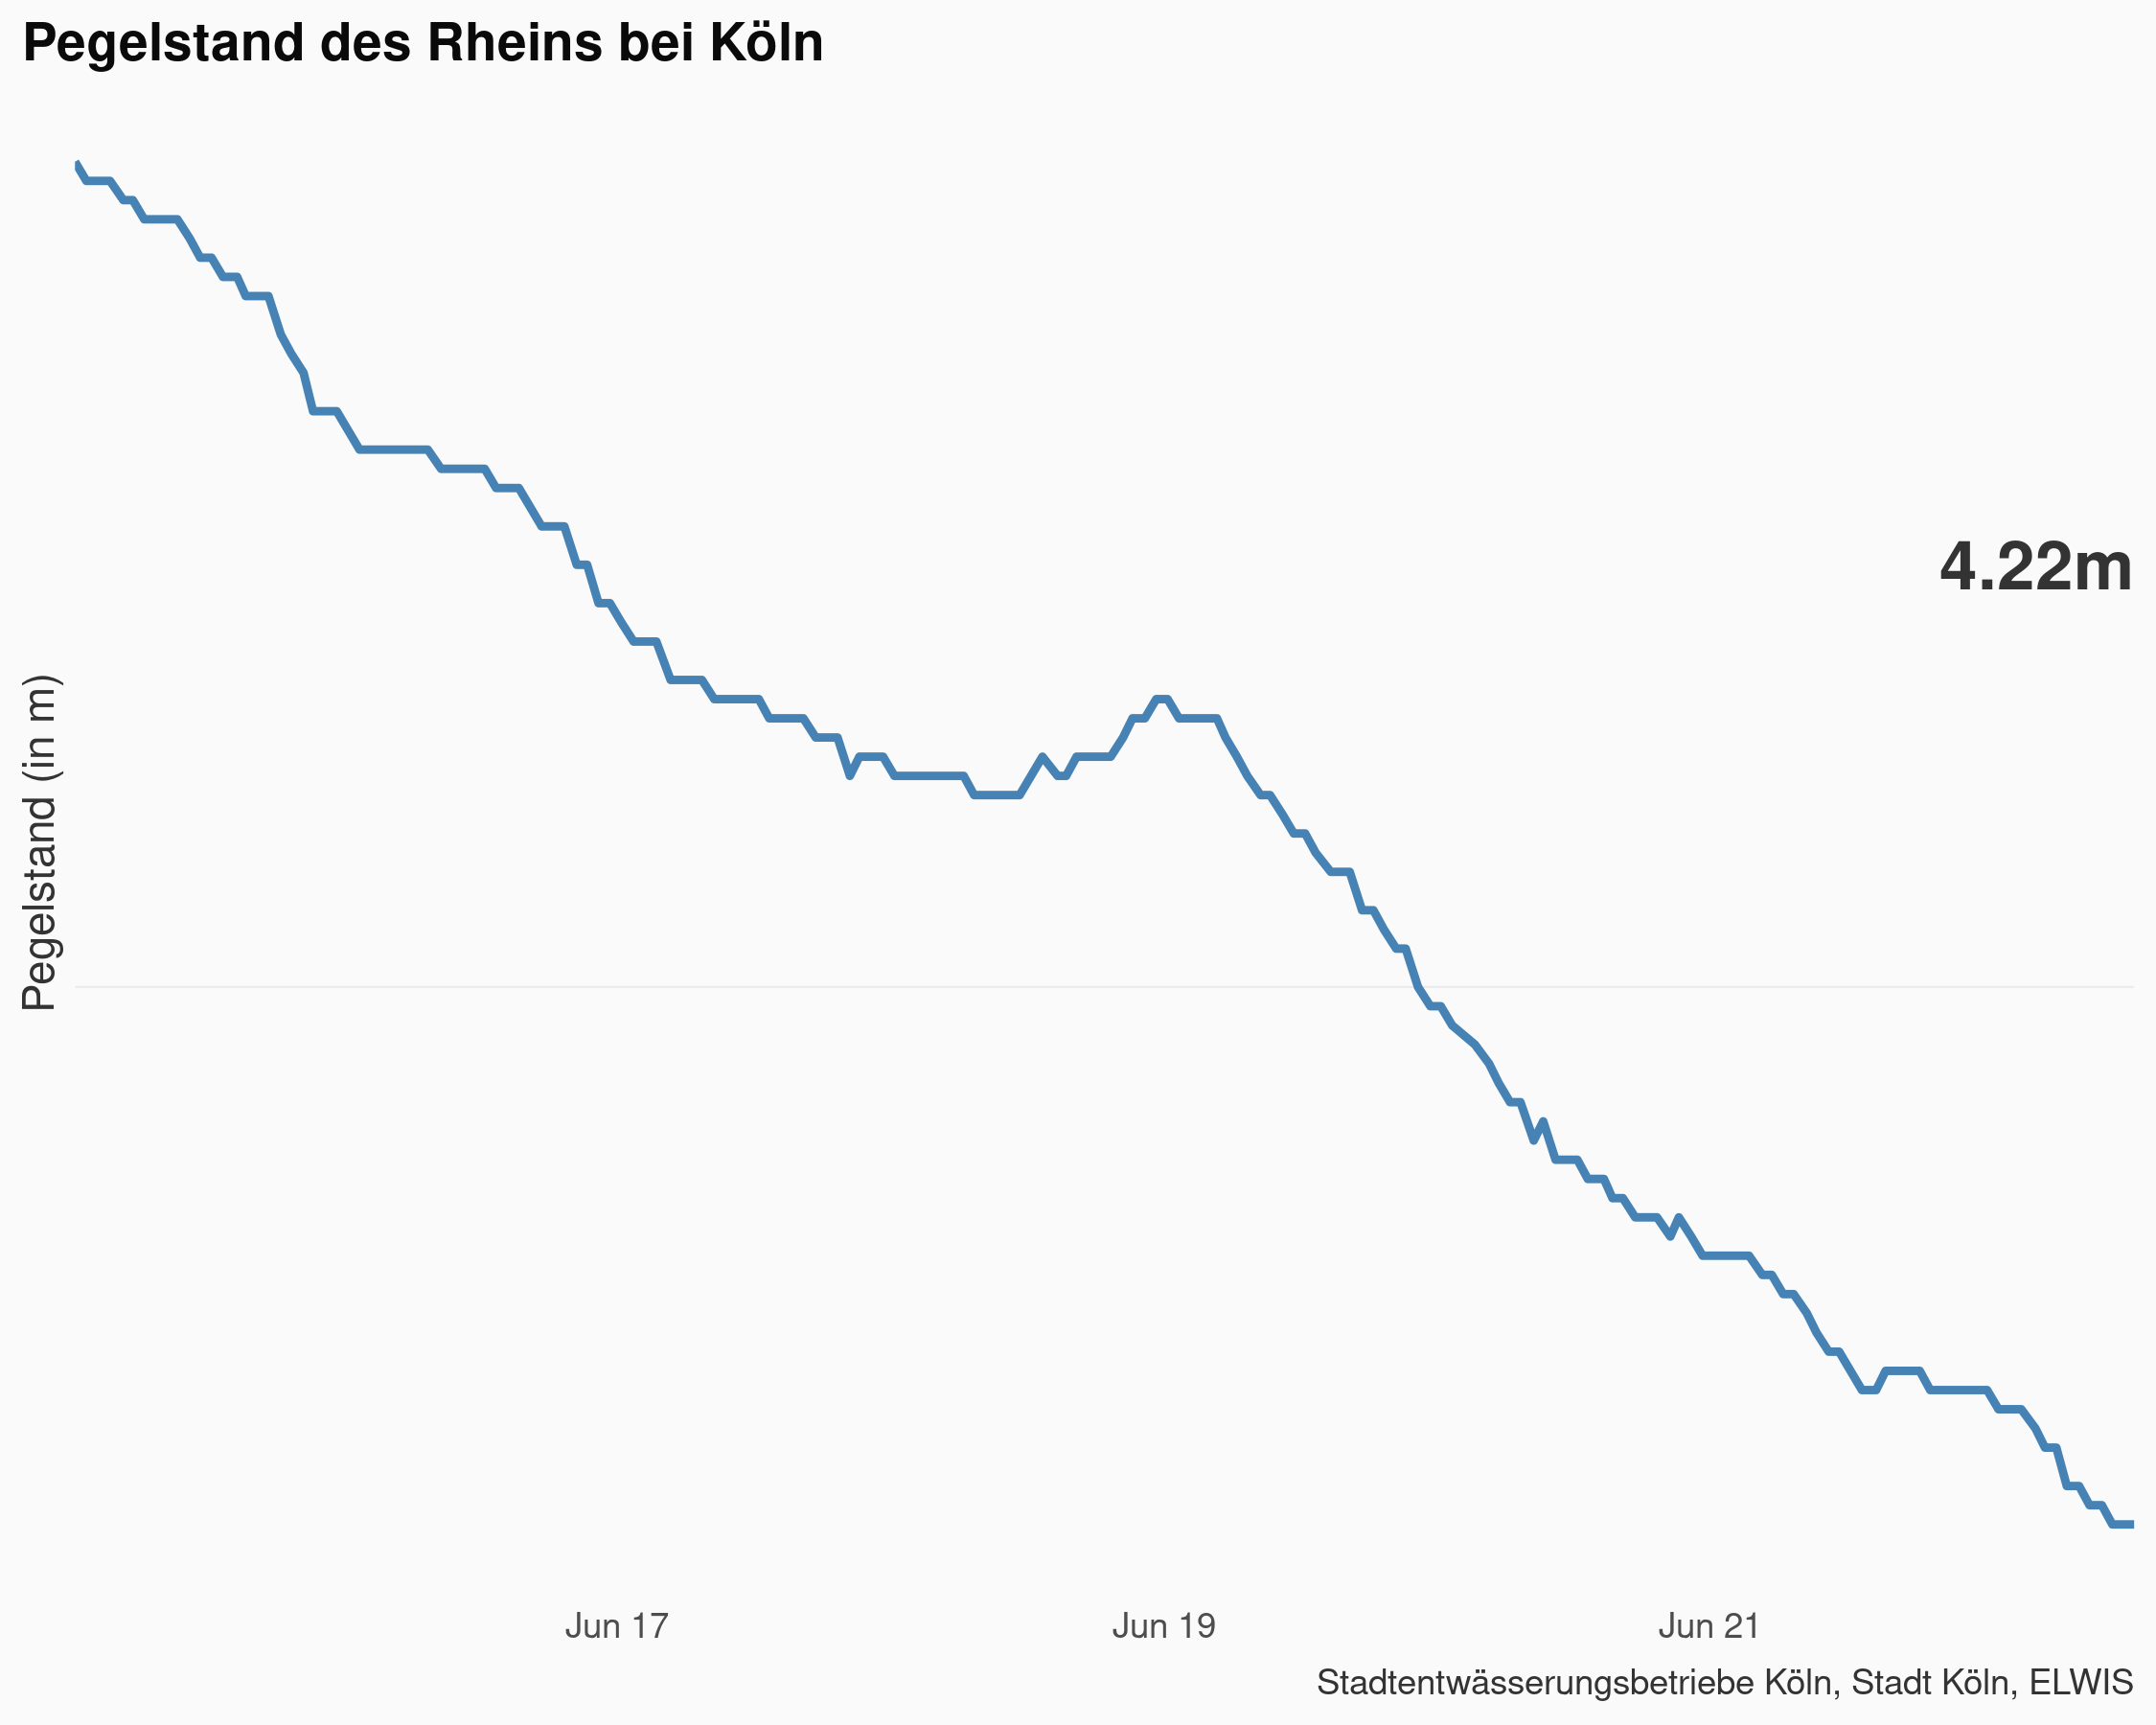 Pegelstand des Rheins bei Köln
4.22m
Pegelstand (in m)
Jun 17
Jun 19
Jun 21
Stadtentwässerungsbetriebe Köln, Stadt Köln, ELWIS